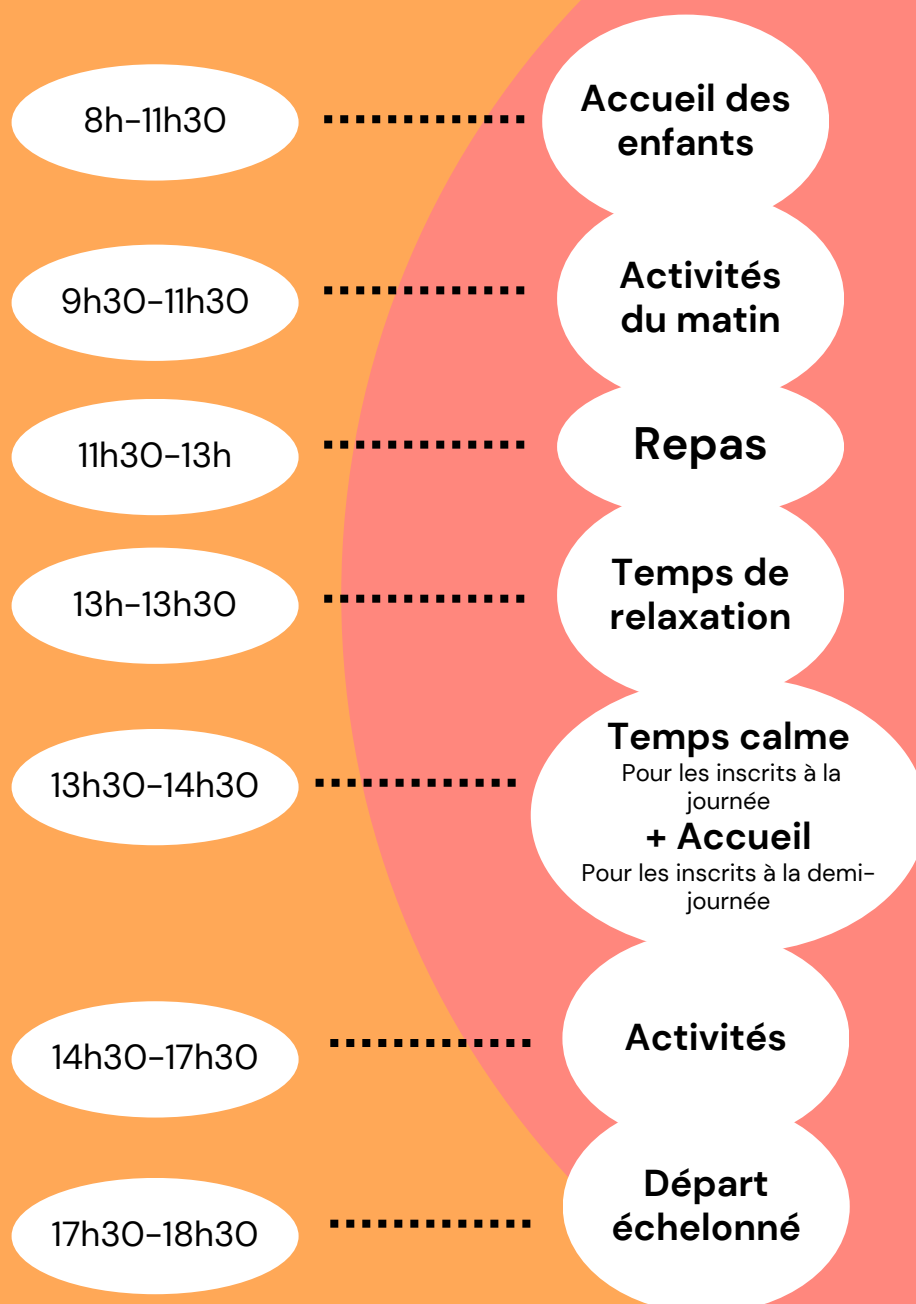 8h-11h30
Accueil des
enfants
9h30-11h30
Activités
du matin
11h30-13h
Repas
13h-13h30
Temps de
relaxation
13h30-14h30
Temps calme
Pour les inscrits à la
journée
+ Accueil
Pour les inscrits à la demi-
journée
14h30-17h30
Activités
17h30-18h30
Départ
échelonné